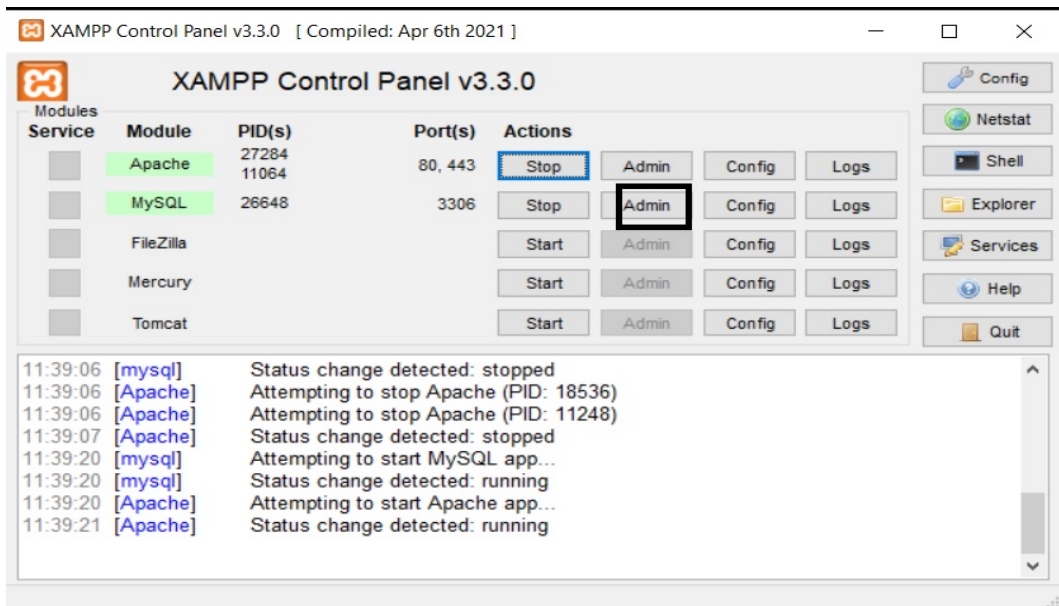 XAMPP Control Panel v3.3.0 [ Compiled: Apr 6th 2021 ]
XAMPP Control Panel v3.3.0
Config
Modules
Service Module PID(s) Port(s) Actions
Netstat
Apache 27284 11064 80, 443 Stop Admin Config Logs
Shell
MySQL 26648 3306 Stop Admin Config Logs
Explorer
FileZilla Start Admin Config Logs
Services
Mercury Start Admin Config Logs
Help
Tomcat Start Admin Config Logs
Quit
11:39:06 [mysql] Status change detected: stopped
11:39:06 [Apache] Attempting to stop Apache (PID: 18536)
11:39:06 [Apache] Attempting to stop Apache (PID: 11248)
11:39:07 [Apache] Status change detected: stopped
11:39:20 [mysql] Attempting to start MySQL app...
11:39:20 [mysql] Status change detected: running
11:39:20 [Apache] Attempting to start Apache app...
11:39:21 [Apache] Status change detected: running